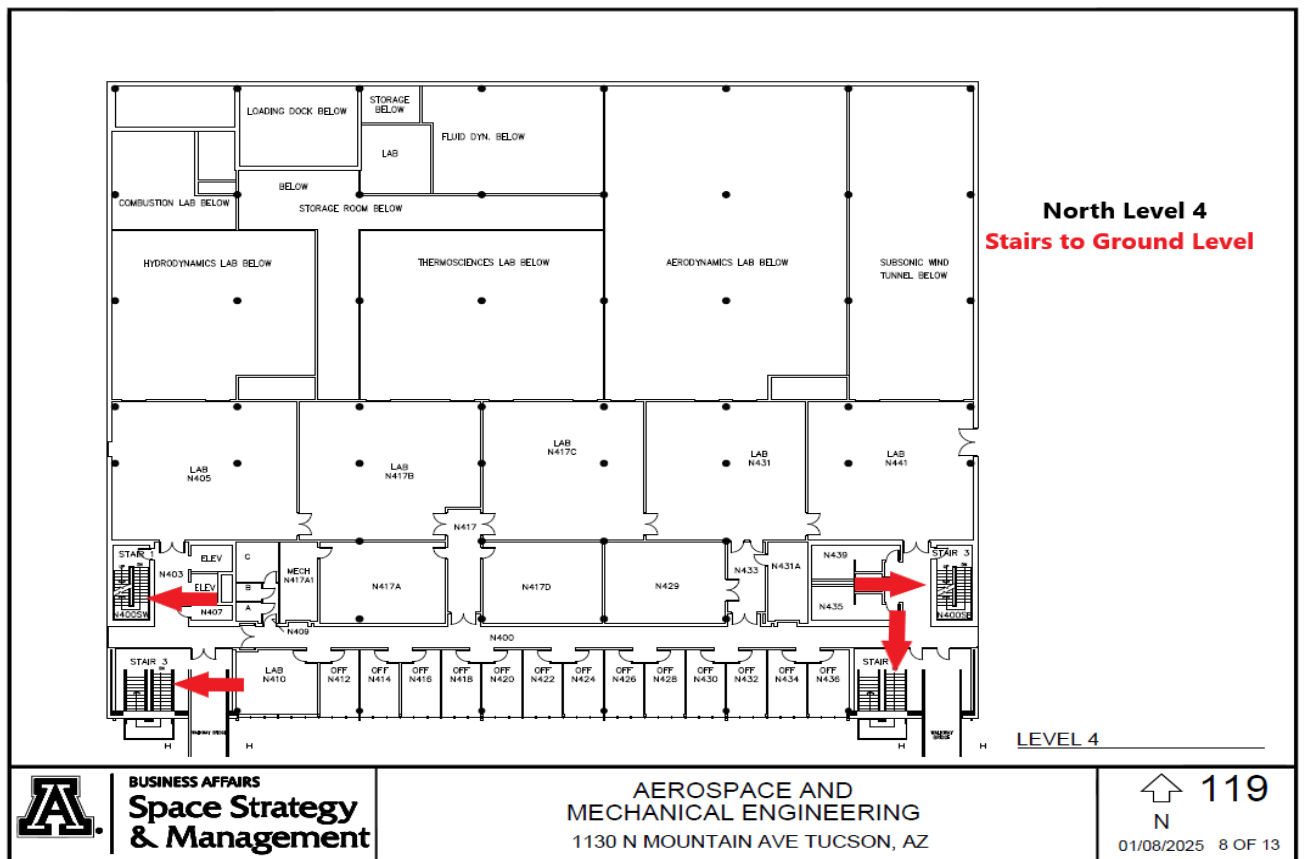 LOADING DOCK BELOW
STORAGE
BELOW
FLUID DYN. BELOW
LAB
BELOW
COMBUSTION LAB BELOW
STORAGE ROOM BELOW
North Level 4
Stairs to Ground Level
HYDRODYNAMICS LAB BELOW
THERMOSCIENCES LAB BELOW
AERODYNAMICS LAB BELOW
SUBSONIC WIND
TUNNEL BELOW
LAB
N405
LAB
N417B
LAB
N417C
LAB
N431
LAB
N441
N417
STAIR 1
N403
ELEV
ELEV
N407
N400SW
C
B
A
N409
MECH
N417A1
N417A
N417D
N429
N433
N431A
N439
N435
STAIR 3
N400SE
N400
STAIR 3
LAB
N410
OFF
N412
OFF
N414
OFF
N416
OFF
N418
OFF
N420
OFF
N422
OFF
N424
OFF
N426
OFF
N428
OFF
N430
OFF
N432
OFF
N434
OFF
N436
STAIR
H
WALKWAY
BRIDGE
H
H
WALKWAY
BRIDGE
H
LEVEL 4
A
BUSINESS AFFAIRS
Space Strategy
& Management
AEROSPACE AND
MECHANICAL ENGINEERING
1130 N MOUNTAIN AVE TUCSON, AZ
119
N
01/08/2025 8 OF 13